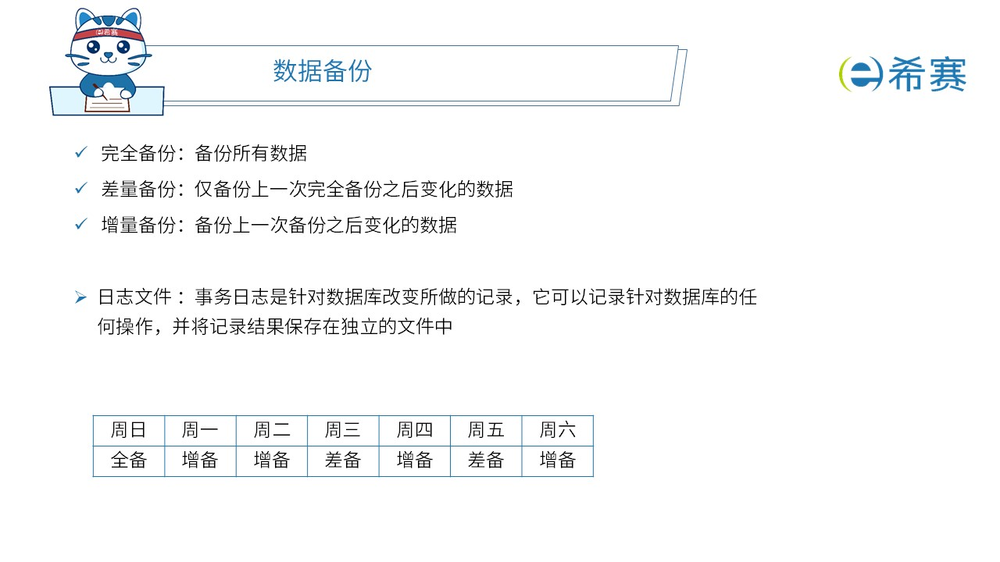 希赛
数据备份
希赛
完全备份：备份所有数据
差量备份：仅备份上一次完全备份之后变化的数据
增量备份：备份上一次备份之后变化的数据
日志文件 ：事务日志是针对数据库改变所做的记录，它可以记录针对数据库的任
何操作，并将记录结果保存在独立的文件中
周日 周一 周二 周三 周四 周五 周六
全备 增备 增备 差备 增备 差备 增备